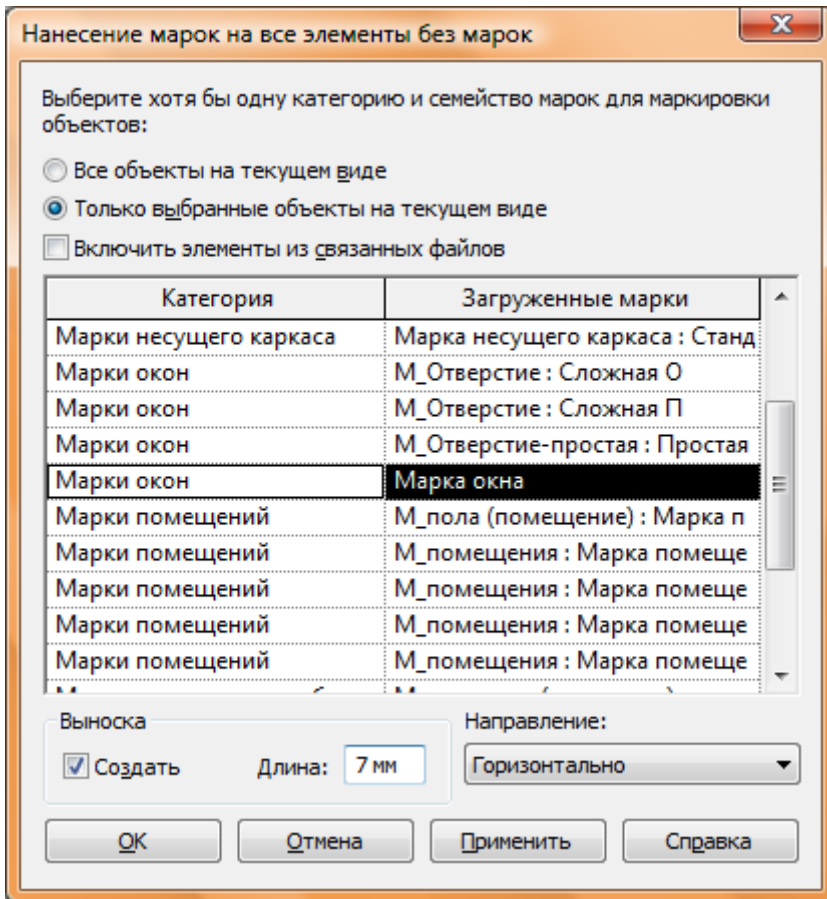 Нанесение марок на все элементы без марок
Выберите хотя бы одну категорию и семейство марок для маркировки
объектов:
Все объекты на текущем виде
Только выбранные объекты на текущем виде
Включить элементы из связанных файлов
Категория Загруженные марки
Марки несущего каркаса Марка несущего каркаса : Станд
Марки окон М_Отверстие : Сложная О
Марки окон М_Отверстие : Сложная П
Марки окон М_Отверстие-простая : Простая
Марки окон Марка окна
Марки помещений М_пола (помещение) : Марка п
Марки помещений М_помещения : Марка помеще
Марки помещений М_помещения : Марка помеще
Марки помещений М_помещения : Марка помеще
Марки помещений М_помещения : Марка помеще
Выноска Направление:
Создать Длина: 7 мм Горизонтально
OK Отмена Применить Справка